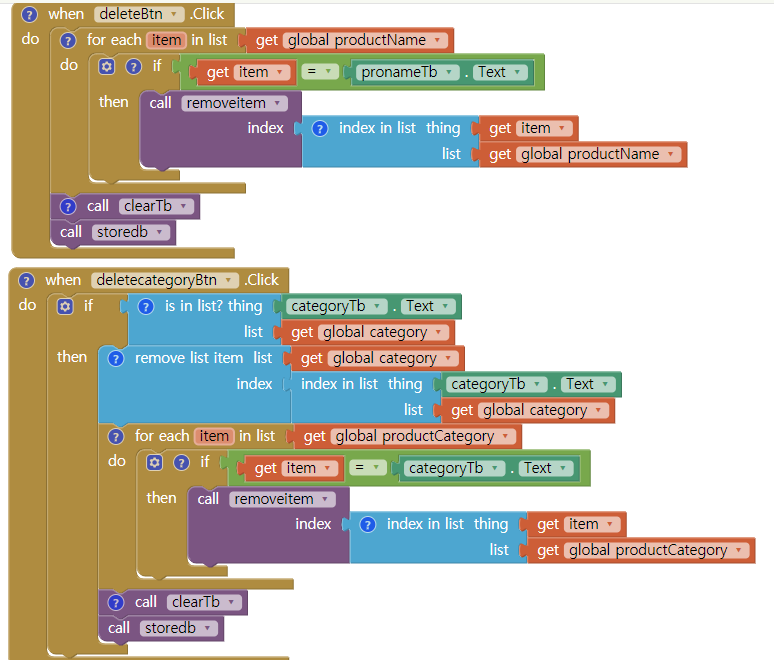 ? when deleteBtn .Click
do ? for each item in list get global productName
do ? if get item = pronameTb . Text
then call removeitem
index ? index in list thing get item
list get global productName
? call clearTb
call storedb
? when deletecategoryBtn .Click
do if ? is in list? thing categoryTb . Text
list get global category
then ? remove list item list get global category
index index in list thing categoryTb . Text
list get global category
? for each item in list get global productCategory
do ? if get item = categoryTb . Text
then call removeitem
index ? index in list thing get item
list get global productCategory
? call clearTb
call storedb